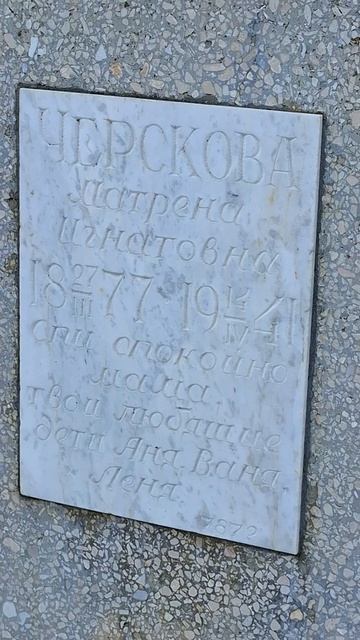 ЧЕРСКОВА
Матрена
Игнатовна
18 27/III 77 19 14/IV 41
спи спокойно
мама
твои любящие
дети Аня, Ваня
Леня.
7872